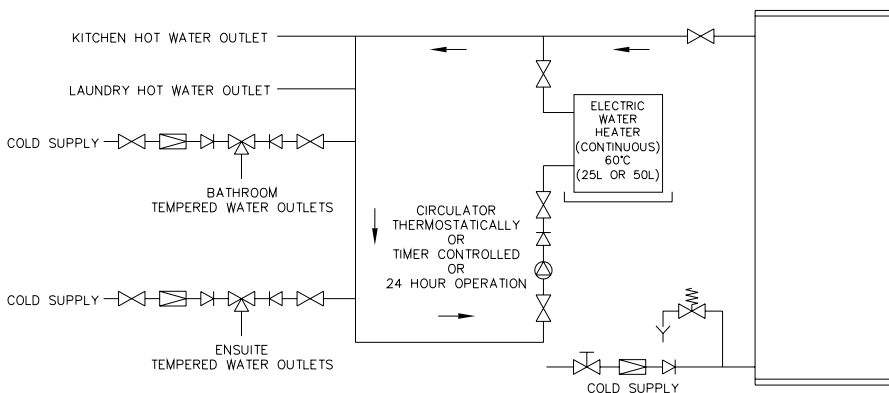 KITCHEN HOT WATER OUTLET
LAUNDRY HOT WATER OUTLET
COLD SUPPLY
BATHROOM
TEMPERED WATER OUTLETS
COLD SUPPLY
ENSUITE
TEMPERED WATER OUTLETS
CIRCULATOR
THERMOSTATICALLY
OR
TIMER CONTROLLED
OR
24 HOUR OPERATION
ELECTRIC
WATER
HEATER
(CONTINUOUS)
60°C
(25L OR 50L)
COLD SUPPLY